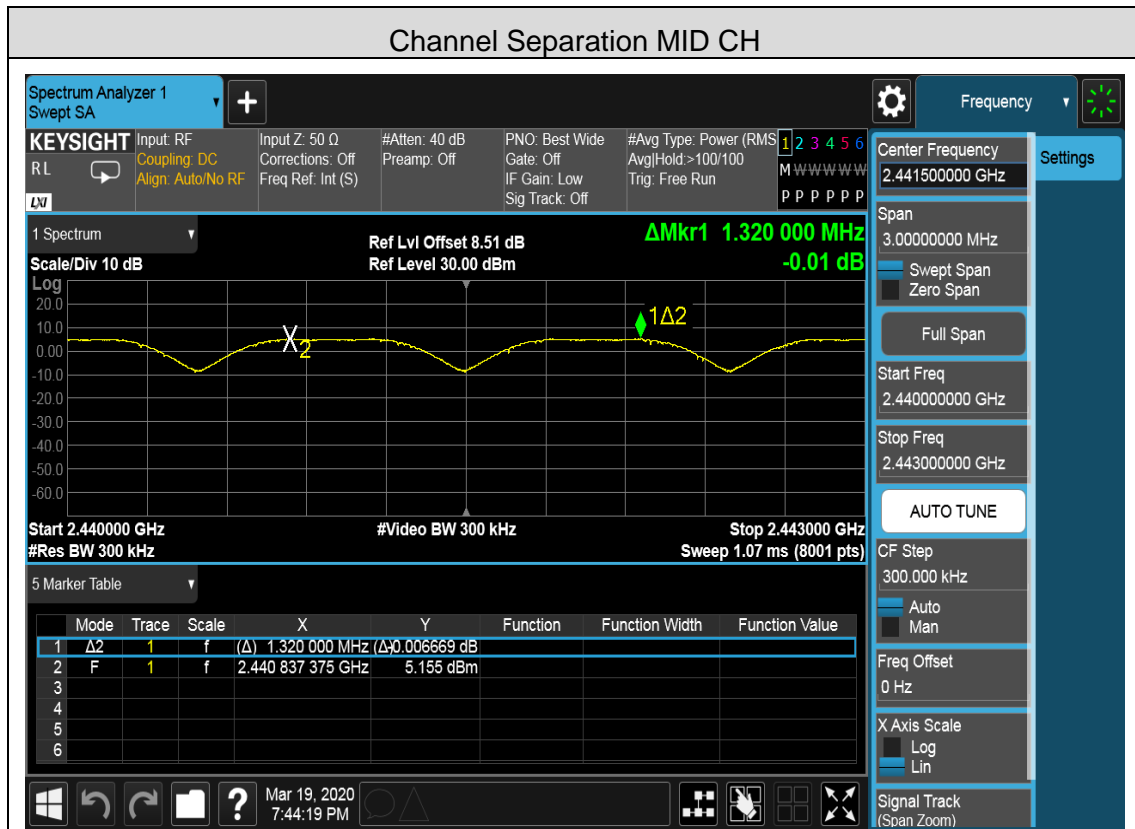 Channel Separation MID CH
Spectrum Analyzer 1
Swept SA
+
Frequency
KEYSIGHT
RL
LXI
Input: RF
Coupling: DC
Align: Auto/No RF
Input Z: 50 Ω
Corrections: Off
Freq Ref: Int (S)
#Atten: 40 dB
Preamp: Off
PNO: Best Wide
Gate: Off
IF Gain: Low
Sig Track: Off
#Avg Type: Power (RMS
Avg|Hold:>100/100
Trig: Free Run
1 2 3 4 5 6
M W W W W W
P P P P P P
Center Frequency
2.441500000 GHz
Settings
1 Spectrum
Scale/Div 10 dB
Ref Lvl Offset 8.51 dB
Ref Level 30.00 dBm
ΔMkr1 1.320 000 MHz
-0.01 dB
Log
20.0
10.0
0.00
-10.0
-20.0
-30.0
-40.0
-50.0
-60.0
X2
1Δ2
Start 2.440000 GHz
#Res BW 300 kHz
#Video BW 300 kHz
Stop 2.443000 GHz
Sweep 1.07 ms (8001 pts)
Span
3.00000000 MHz
Swept Span
Zero Span
Full Span
Start Freq
2.440000000 GHz
Stop Freq
2.443000000 GHz
AUTO TUNE
CF Step
300.000 kHz
Auto
Man
Freq Offset
0 Hz
X Axis Scale
Log
Lin
Signal Track
(Span Zoom)
5 Marker Table
Mode Trace Scale X Y Function Function Width Function Value
1 Δ2 1 f (Δ) 1.320 000 MHz (Δ)-0.006669 dB
2 F 1 f 2.440 837 375 GHz 5.155 dBm
3
4
5
6
?
Mar 19, 2020
7:44:19 PM